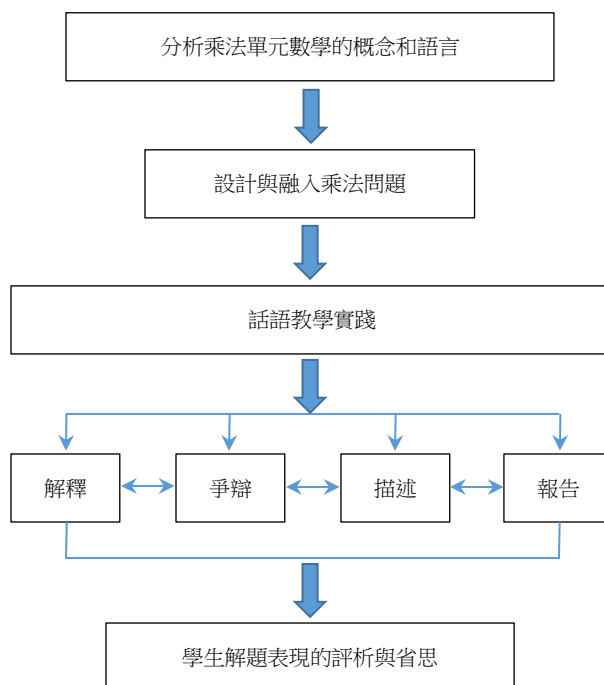 分析乘法單元數學的概念和語言
設計與融入乘法問題
話語教學實踐
解釋
爭辯
描述
報告
學生解題表現的評析與省思